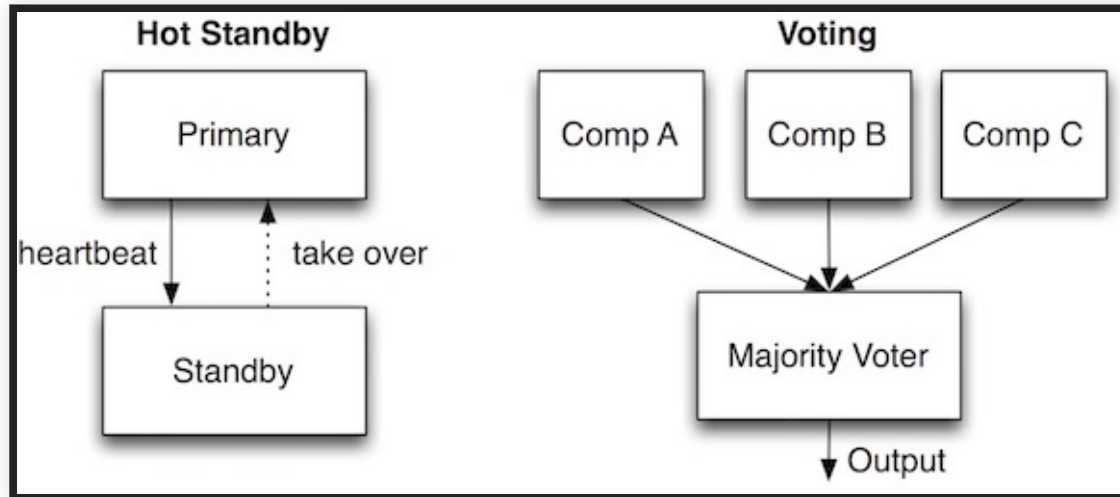 Hot Standby
Primary
heartbeat
take over
Standby
Voting
Comp A
Comp B
Comp C
Majority Voter
Output